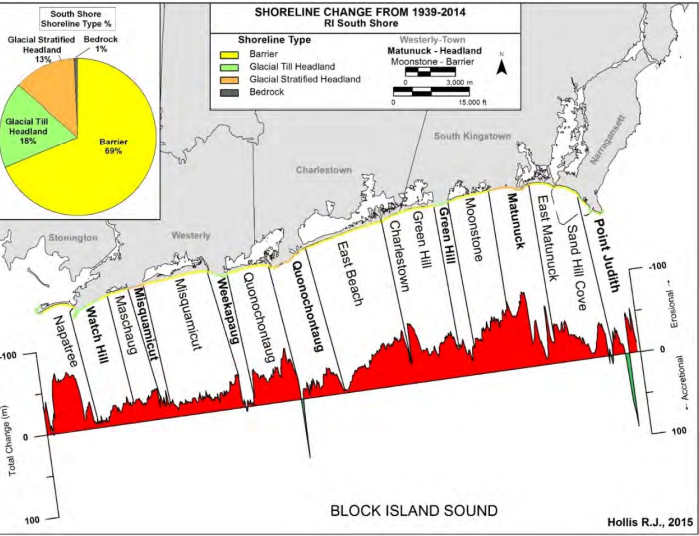 South Shore
Shoreline Type %
Glacial Stratified
Headland
13%
Bedrock
1%
Glacial Till
Headland
18%
Barrier
69%
SHORELINE CHANGE FROM 1939-2014
RI South Shore
Shoreline Type
Barrier
Glacial Till Headland
Glacial Stratified Headland
Bedrock
Westerly-Town
Matunuck - Headland
Moonstone - Barrier
0 3,000 m
0 15,000 ft
N
Stonington
Westerly
Charlestown
South Kingstown
Narragansett
Napatree
Watch Hill
Maschaug
Misquamicut
Misquamicut
Weekapaug
Quonochontaug
Quonochontaug
East Beach
Charlestown
Green Hill
Green Hill
Moonstone
Matunuck
East Matunuck
Sand Hill Cove
Point Judith
-100
0
100
Total Change (m)
-100
0
100
Erosional →
← Accretional
BLOCK ISLAND SOUND
Hollis R.J., 2015